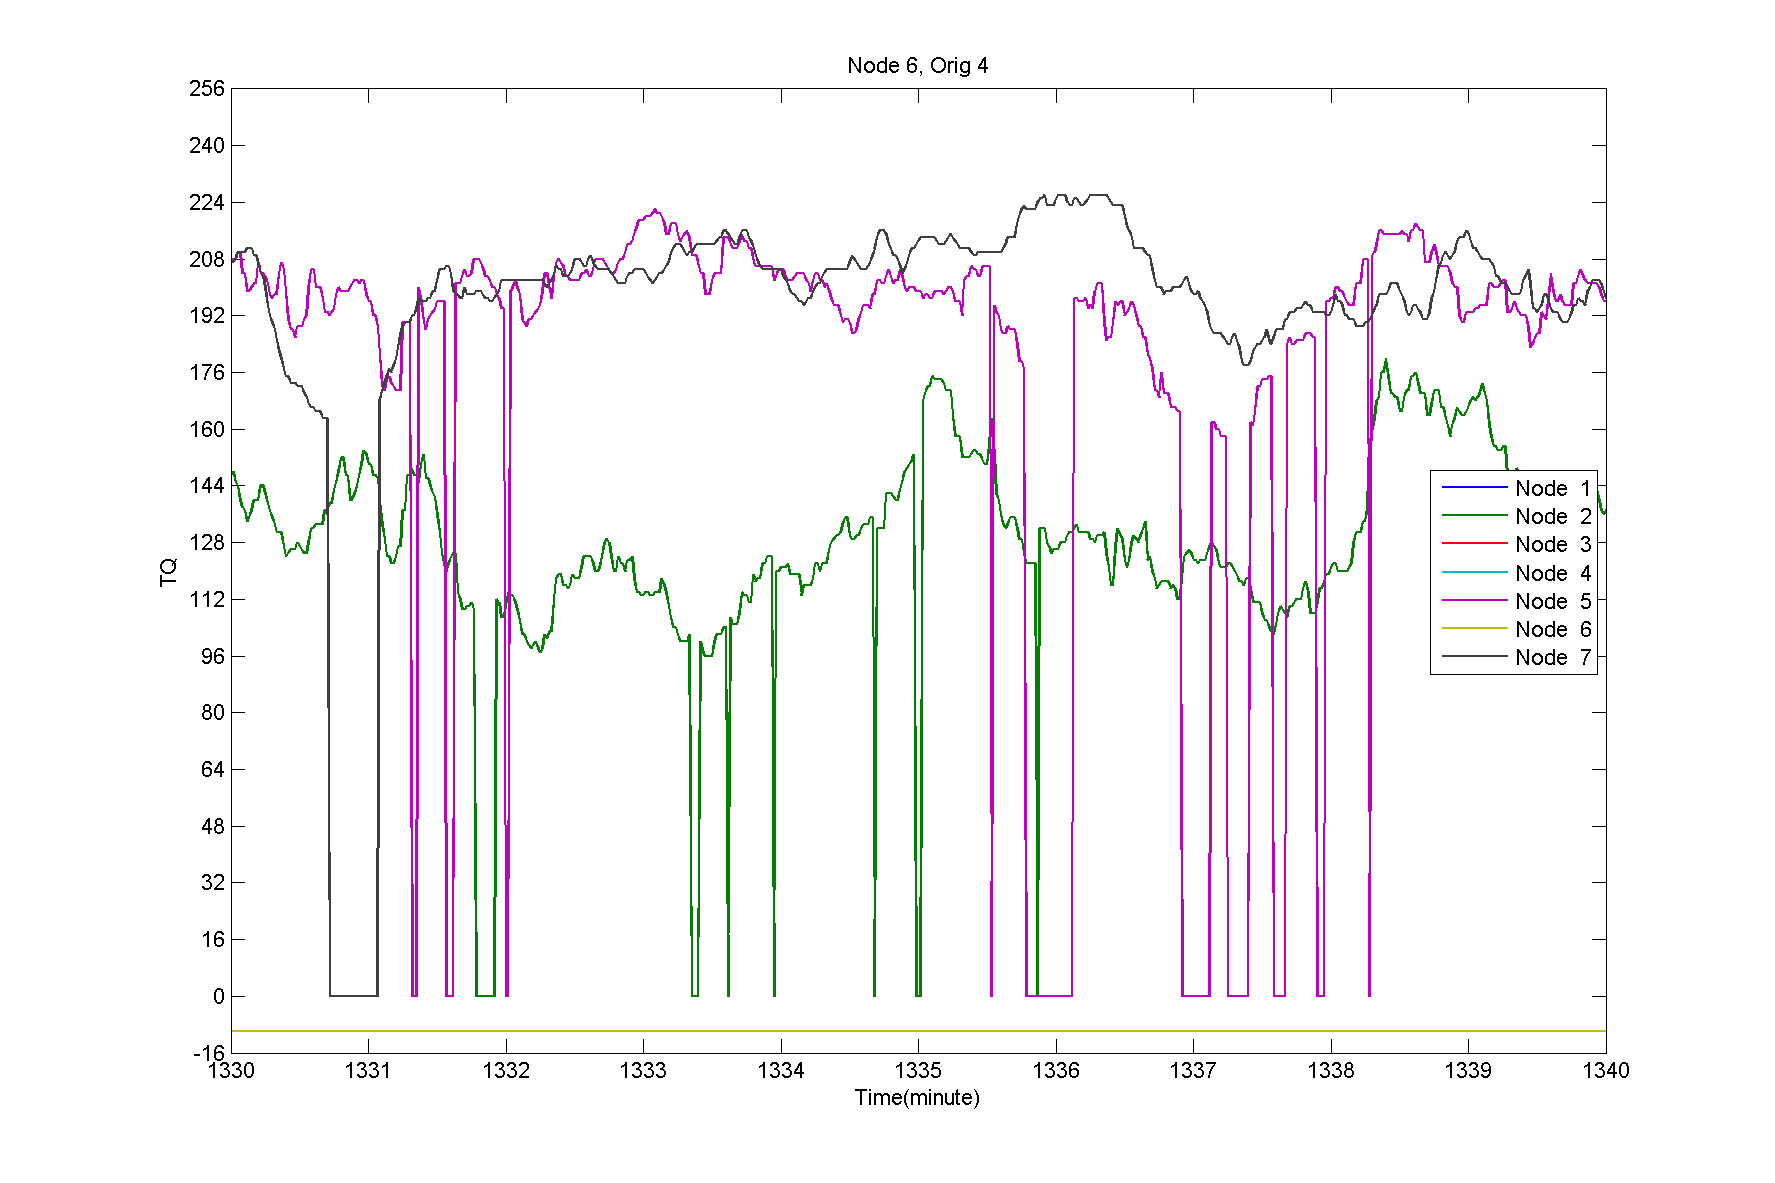 Node 6, Orig 4
256
240
224
208
192
176
160
144
128
112
96
80
64
48
32
16
0
-16
TQ
1330 1331 1332 1333 1334 1335 1336 1337 1338 1339 1340
Time(minute)
Node 1
Node 2
Node 3
Node 4
Node 5
Node 6
Node 7